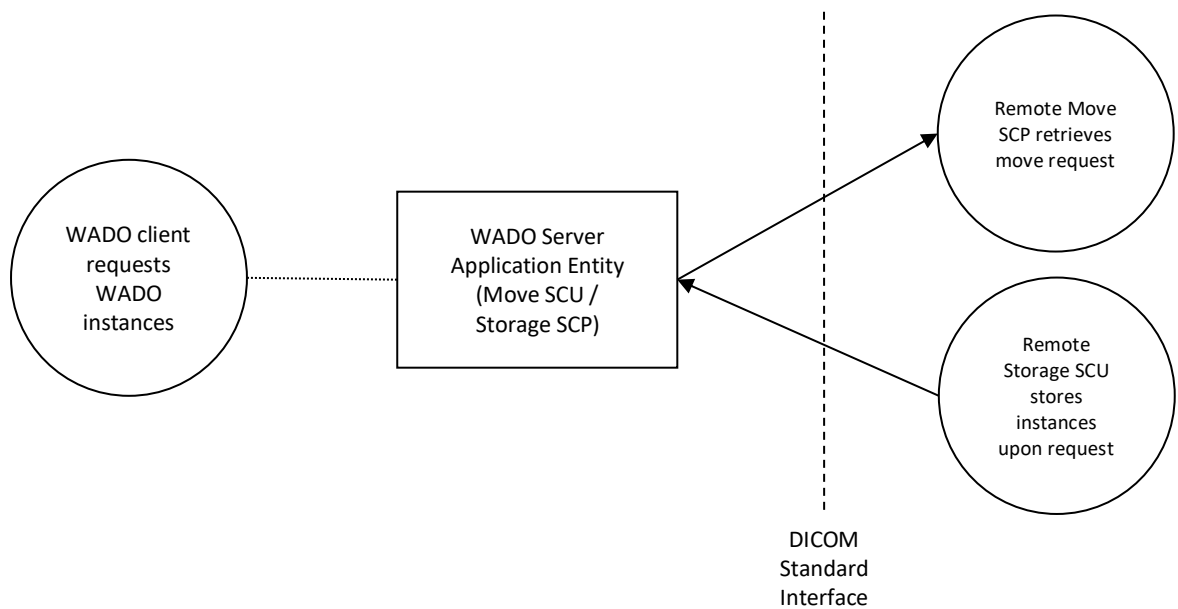 WADO client
requests
WADO
instances
WADO Server
Application Entity
(Move SCU /
Storage SCP)
Remote Move
SCP retrieves
move request
Remote
Storage SCU
stores
instances
upon request
DICOM
Standard
Interface